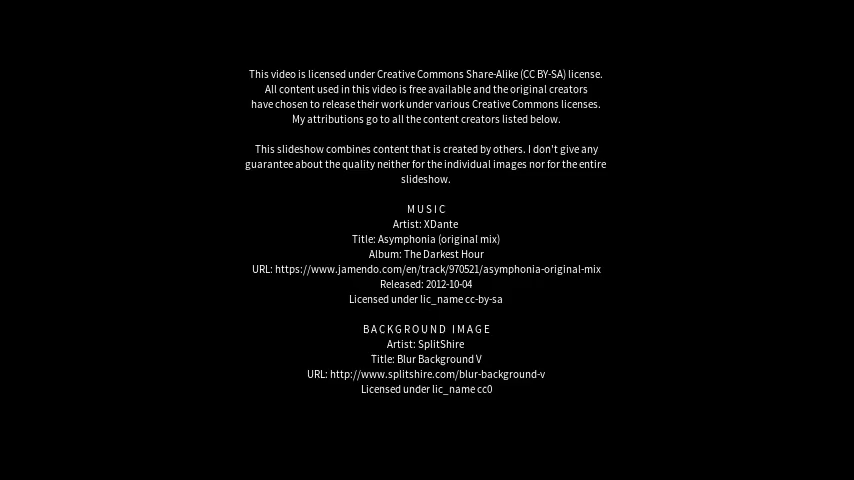 This video is licensed under Creative Commons Share-Alike (CC BY-SA) license.
All content used in this video is free available and the original creators
have chosen to release their work under various Creative Commons licenses.
My attributions go to all the content creators listed below.
This slideshow combines content that is created by others. I don't give any
guarantee about the quality neither for the individual images nor for the entire
slideshow.
MUSIC
Artist: XDante
Title: Asymphonia (original mix)
Album: The Darkest Hour
URL: https://www.jamendo.com/en/track/970521/asymphonia-original-mix
Released: 2012-10-04
Licensed under lic_name cc-by-sa
BACKGROUND IMAGE
Artist: SplitShire
Title: Blur Background V
URL: http://www.splitshire.com/blur-background-v
Licensed under lic_name cc0